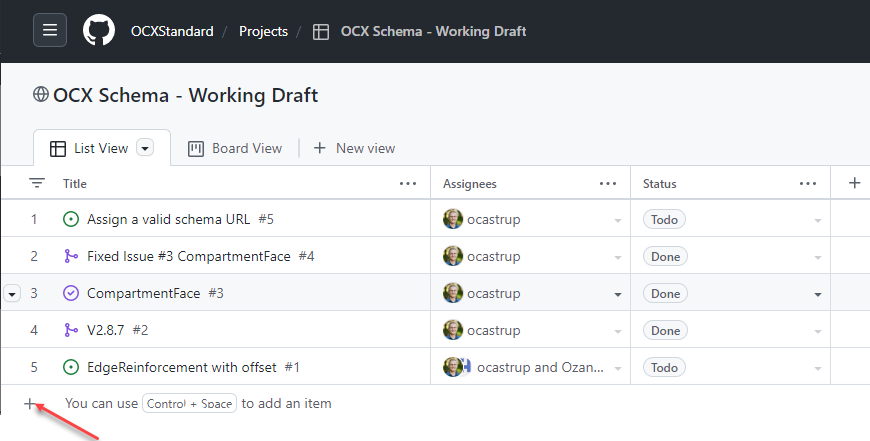 OCXStandard / Projects / OCX Schema - Working Draft
OCX Schema - Working Draft
List View Board View + New view
Title ... Assignees ... Status ... +
1 Assign a valid schema URL #5 ocastrup Todo
2 Fixed Issue #3 CompartmentFace #4 ocastrup Done
3 CompartmentFace #3 ocastrup Done
4 V2.8.7 #2 ocastrup Done
5 EdgeReinforcement with offset #1 ocastrup and Ozan... Todo
+ You can use Control + Space to add an item